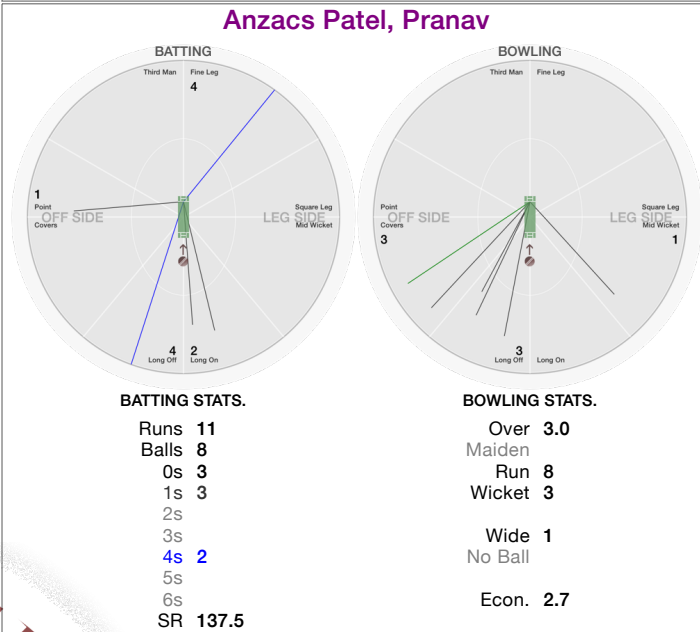 Anzacs Patel, Pranav
BATTING
Third Man Fine Leg
4
1
Point
Covers
OFF SIDE
LEG SIDE
Square Leg
Mid Wicket
4 2
Long Off Long On
BOWLING
Third Man Fine Leg
Point
Covers
3
OFF SIDE
LEG SIDE
Square Leg
Mid Wicket
1
3
Long Off Long On
BATTING STATS.
Runs 11
Balls 8
0s 3
1s 3
2s
3s
4s 2
5s
6s
SR 137.5
BOWLING STATS.
Over 3.0
Maiden
Run 8
Wicket 3
Wide 1
No Ball
Econ. 2.7